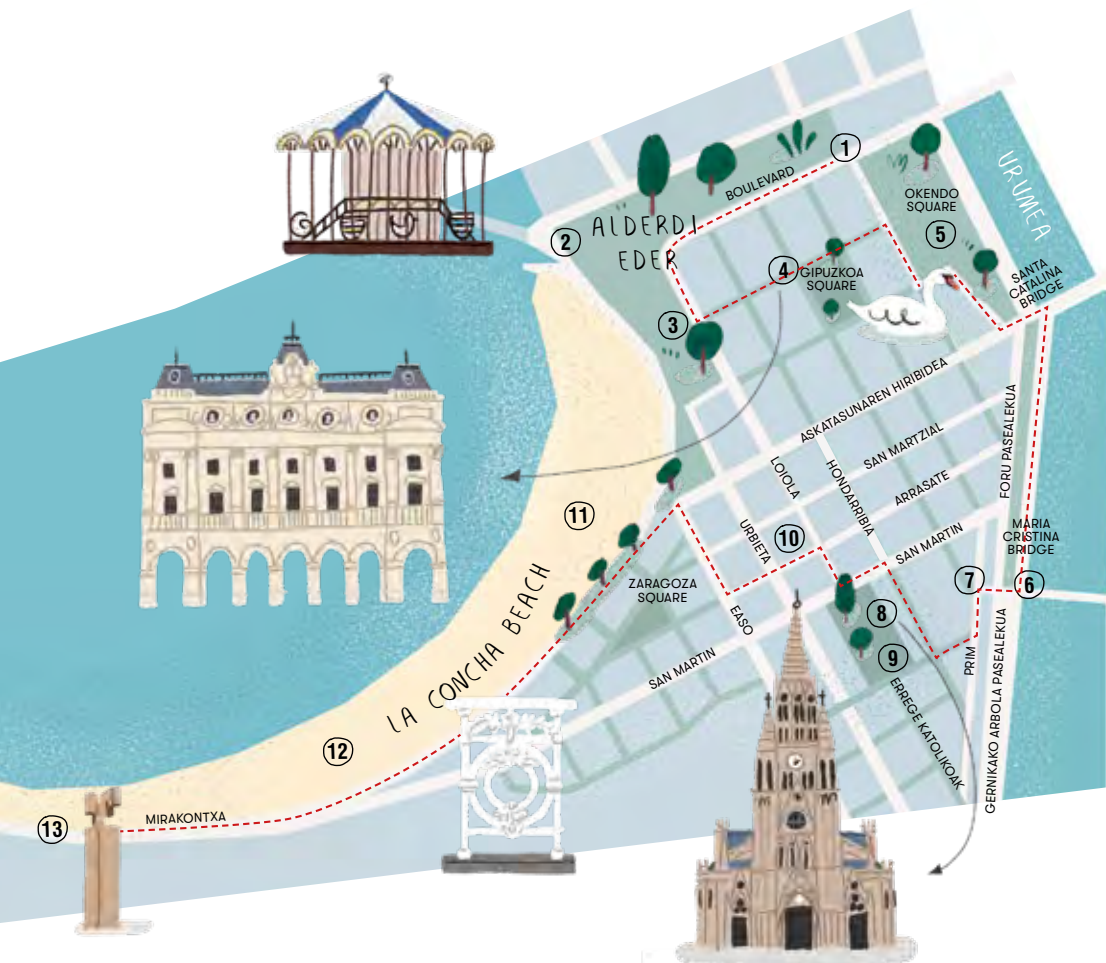 1
BOULEVARD
OKENDO
SQUARE
URUMEA
2
ALDERDI
EDER
5
4
GIPUZKOA
SQUARE
SANTA
CATALINA
BRIDGE
3
ASKATASUNAREN HIRIBIDEA
FORU PASEALEKUA
LOIOLA
HONDARRIBIA
SAN MARTZIAL
ARRASATE
11
URBIETA
10
SAN MARTIN
MARIA
CRISTINA
BRIDGE
ZARAGOZA
SQUARE
7
6
EASO
8
LA CONCHA BEACH
SAN MARTIN
9
PRIM
ERREGE KATOLIKOAK
GERNIKAKO ARBOLA PASEALEKUA
12
MIRAKONTXA
13